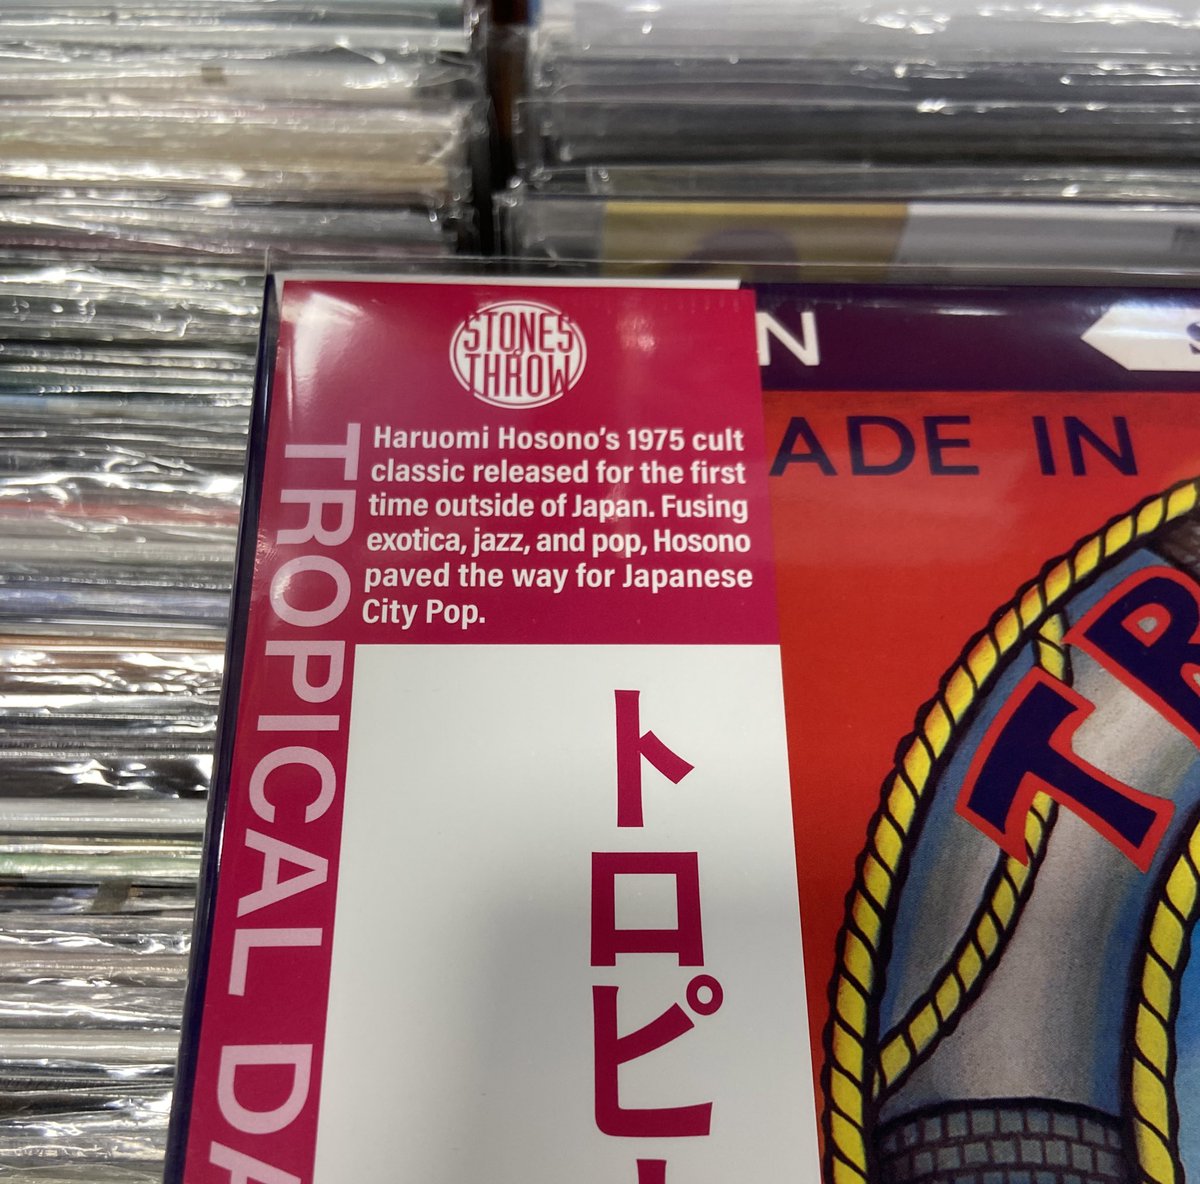 STONES
THROW
Haruomi Hosono's 1975 cult
classic released for the first
time outside of Japan. Fusing
exotica, jazz, and pop, Hosono
paved the way for Japanese
City Pop.
TROPICAL DA
トロピ
N
ADE IN
TR